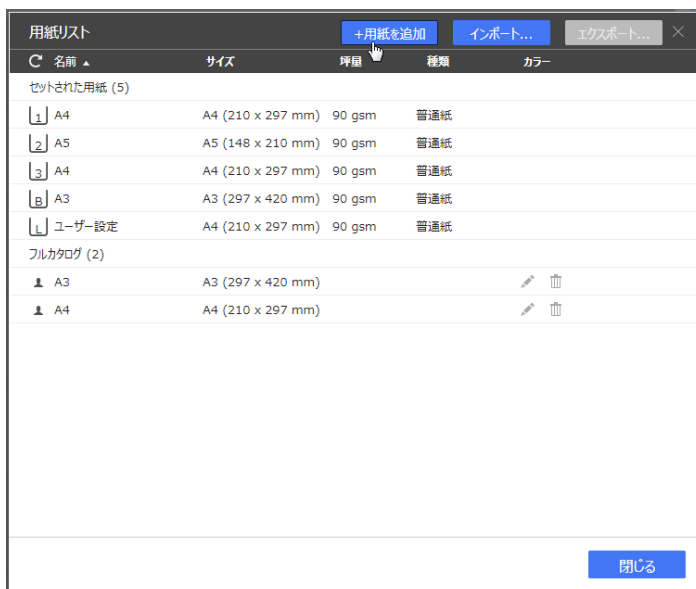 用紙リスト +用紙を追加 インポート... エクスポート...
名前 サイズ 坪量 種類 カラー
セットされた用紙 (5)
1 A4 A4 (210 x 297 mm) 90 gsm 普通紙
2 A5 A5 (148 x 210 mm) 90 gsm 普通紙
3 A4 A4 (210 x 297 mm) 90 gsm 普通紙
B A3 A3 (297 x 420 mm) 90 gsm 普通紙
L ユーザー設定 A4 (210 x 297 mm) 90 gsm 普通紙
フルカタログ (2)
A3 A3 (297 x 420 mm)
A4 A4 (210 x 297 mm)
閉じる